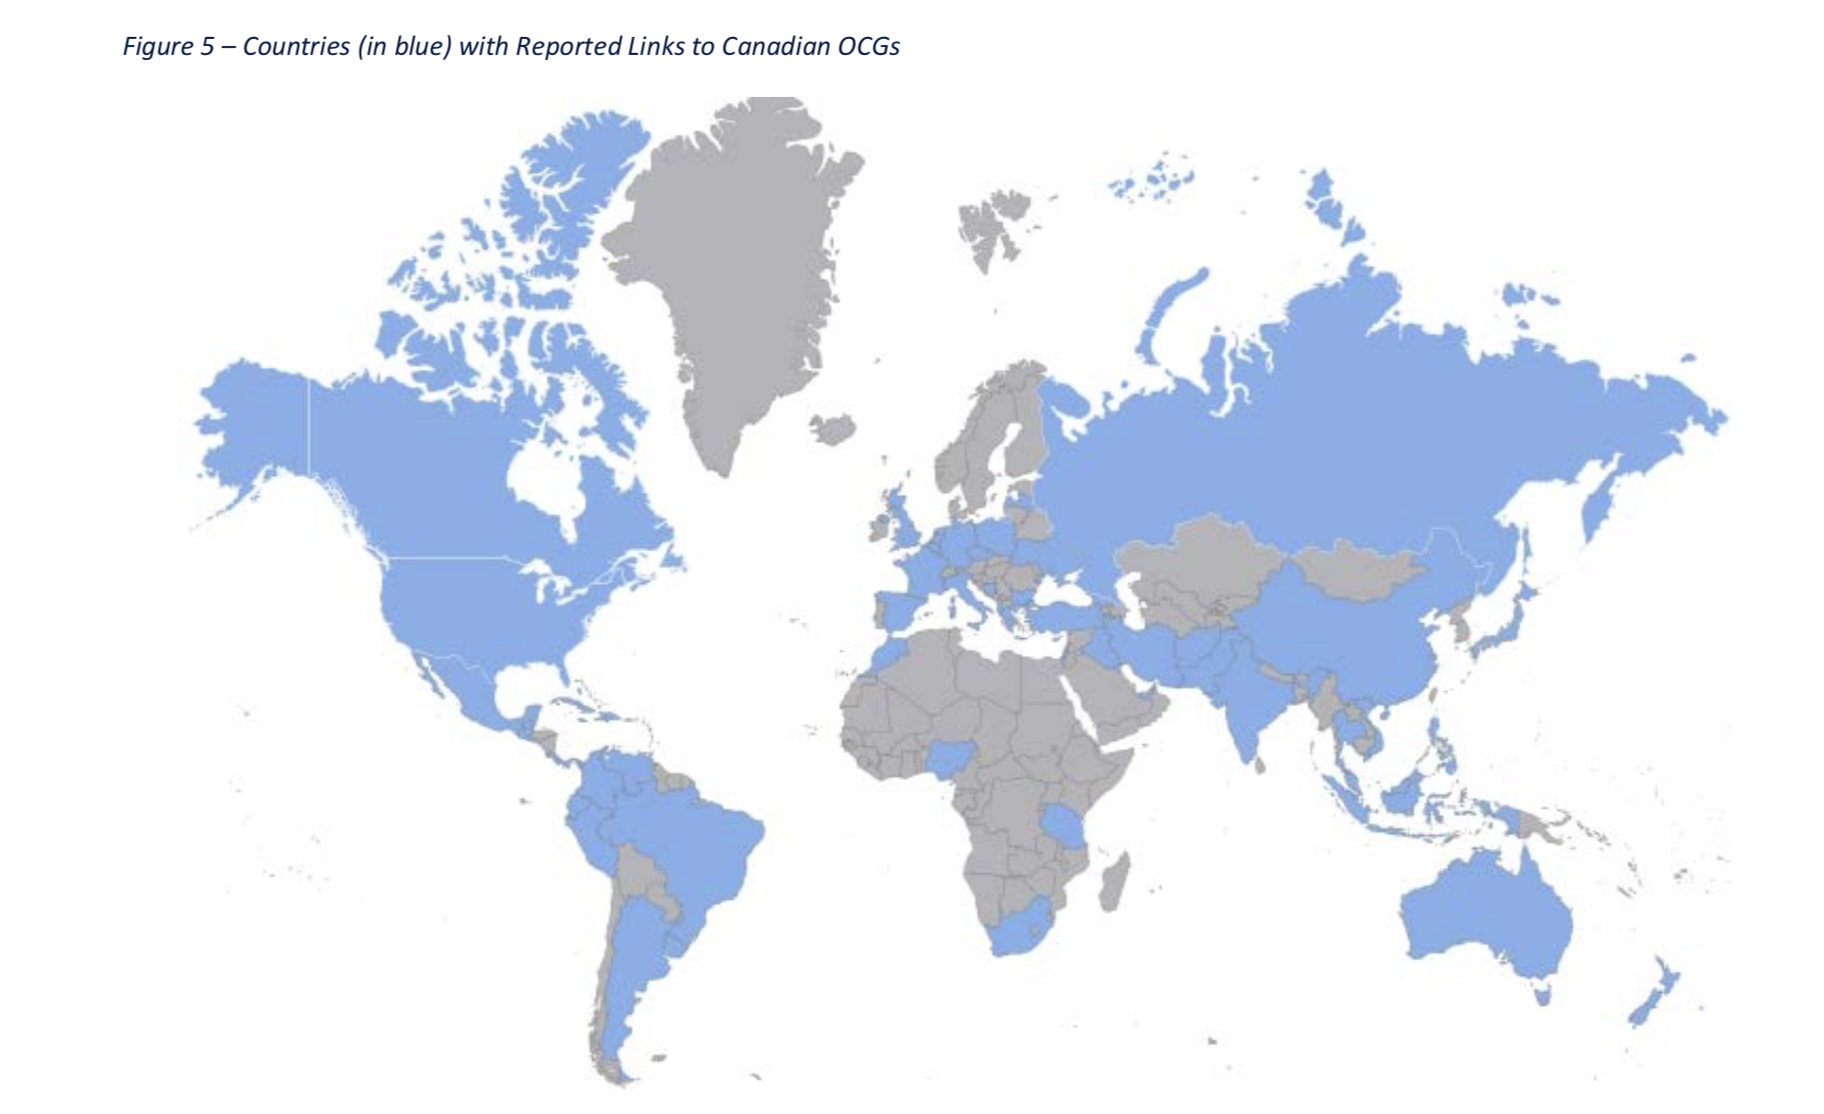 Figure 5 – Countries (in blue) with Reported Links to Canadian OCGs